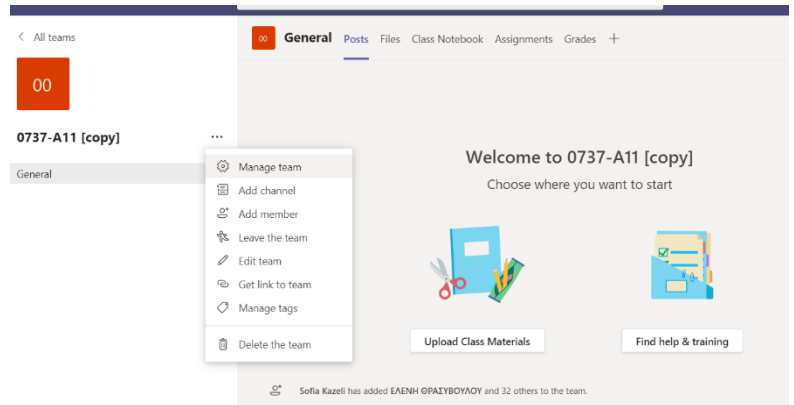 All teams
00
0737-A11 [copy]
General
Manage team
Add channel
Add member
Leave the team
Edit team
Get link to team
Manage tags
Delete the team
00 General Posts Files Class Notebook Assignments Grades
Welcome to 0737-A11 [copy]
Choose where you want to start
Upload Class Materials
Find help & training
Sofia Kazeli has added ΕΛΕΝΗ ΘΡΑΣΥΒΟΥΛΟΥ and 32 others to the team.